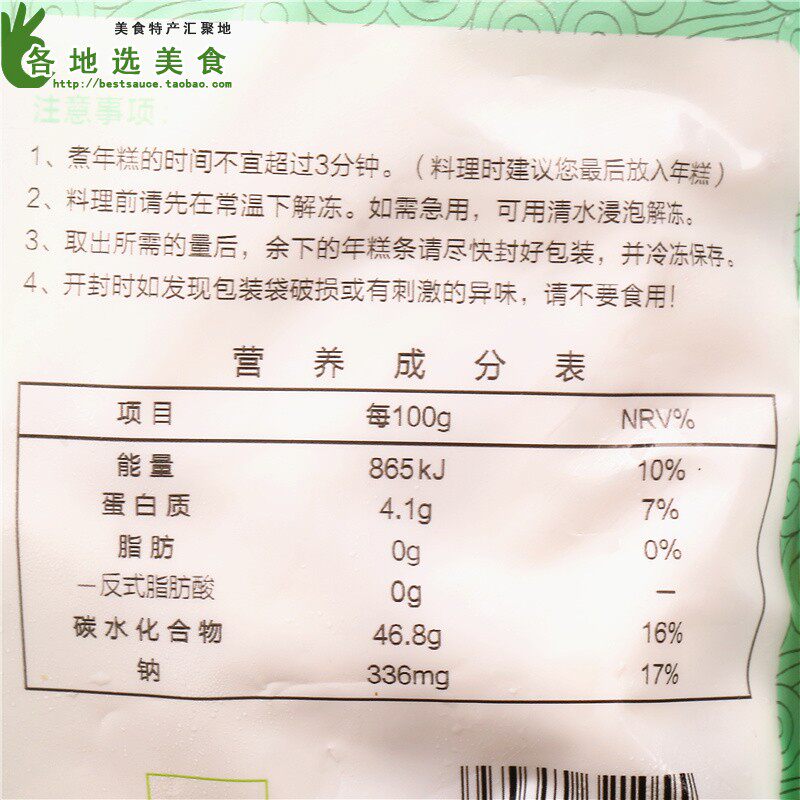 美食特产汇聚地
各地选美食
http://bestsauce.taobao.com
注意事项:
1、煮年糕的时间不宜超过3分钟。(料理时建议您最后放入年糕)
2、料理前请先在常温下解冻。如需急用，可用清水浸泡解冻。
3、取出所需的量后，余下的年糕条请尽快封好包装，并冷冻保存。
4、开封时如发现包装袋破损或有刺激的异味，请不要食用!
营养成分表
项目 每100g NRV%
能量 865kJ 10%
蛋白质 4.1g 7%
脂肪 0g 0%
—反式脂肪酸 0g —
碳水化合物 46.8g 16%
钠 336mg 17%